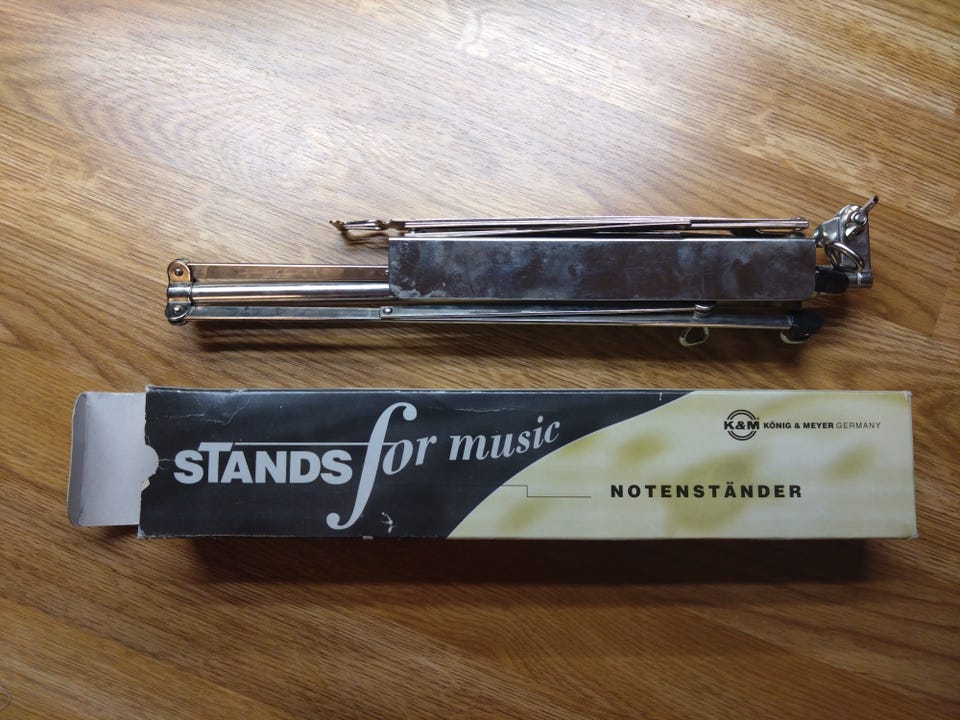 STANDS for music
K&M KÖNIG & MEYER GERMANY
NOTENSTÄNDER